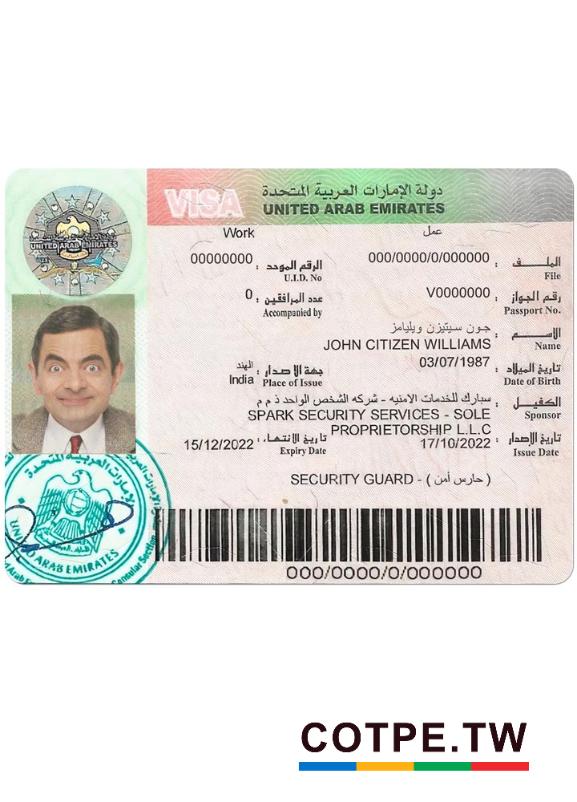 VISA
دولة الإمارات العربية المتحدة
UNITED ARAB EMIRATES
UNITED ARAB EMIRATES
Work عمل
00000000 : الرقم الموحد 000/0000/0/000000 : الملف
U.I.D. No File
0 : عدد المرافقين V0000000 : رقم الجواز
Accompanied by Passport No.
جون سيتيزن ويليامز : الاسم
JOHN CITIZEN WILLIAMS Name
الهند : جهة الاصدار 03/07/1987 : تاريخ الميلاد
India Place of Issue Date of Birth
سبارك للخدمات الامنيه - شركه الشخص الواحد ذ م م : الكفيل
SPARK SECURITY SERVICES - SOLE Sponsor
PROPRIETORSHIP L.L.C
15/12/2022 : تاريخ الانتهاء 17/10/2022 : تاريخ الإصدار
Expiry Date Issue Date
SECURITY GUARD - ( حارس أمن )
الإمارات العربية المتحدة
UNITED ARAB EMIRATES
Consular Section
000/0000/0/000000
COTPE.TW